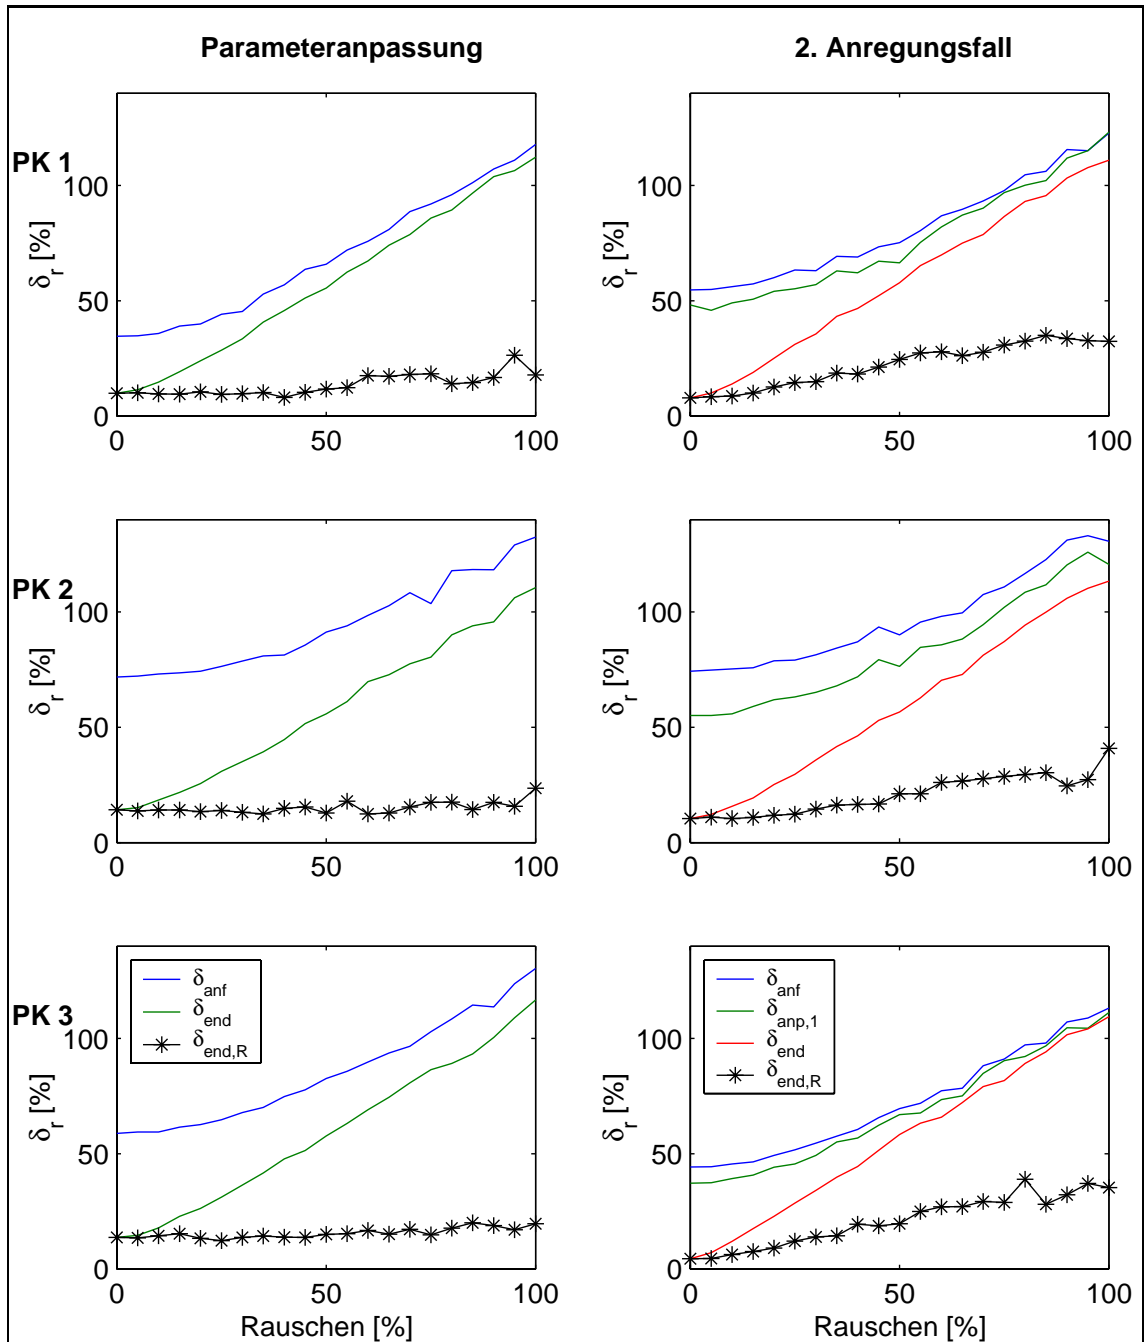 Parameteranpassung
2. Anregungsfall
PK 1
100
50
0
δr [%]
0 50 100
100
50
0
δr [%]
0 50 100
PK 2
100
50
0
δr [%]
0 50 100
100
50
0
δr [%]
0 50 100
PK 3
100
50
0
δr [%]
δanf
δend
δend,R
0 50 100
Rauschen [%]
100
50
0
δr [%]
δanf
δanp,1
δend
δend,R
0 50 100
Rauschen [%]